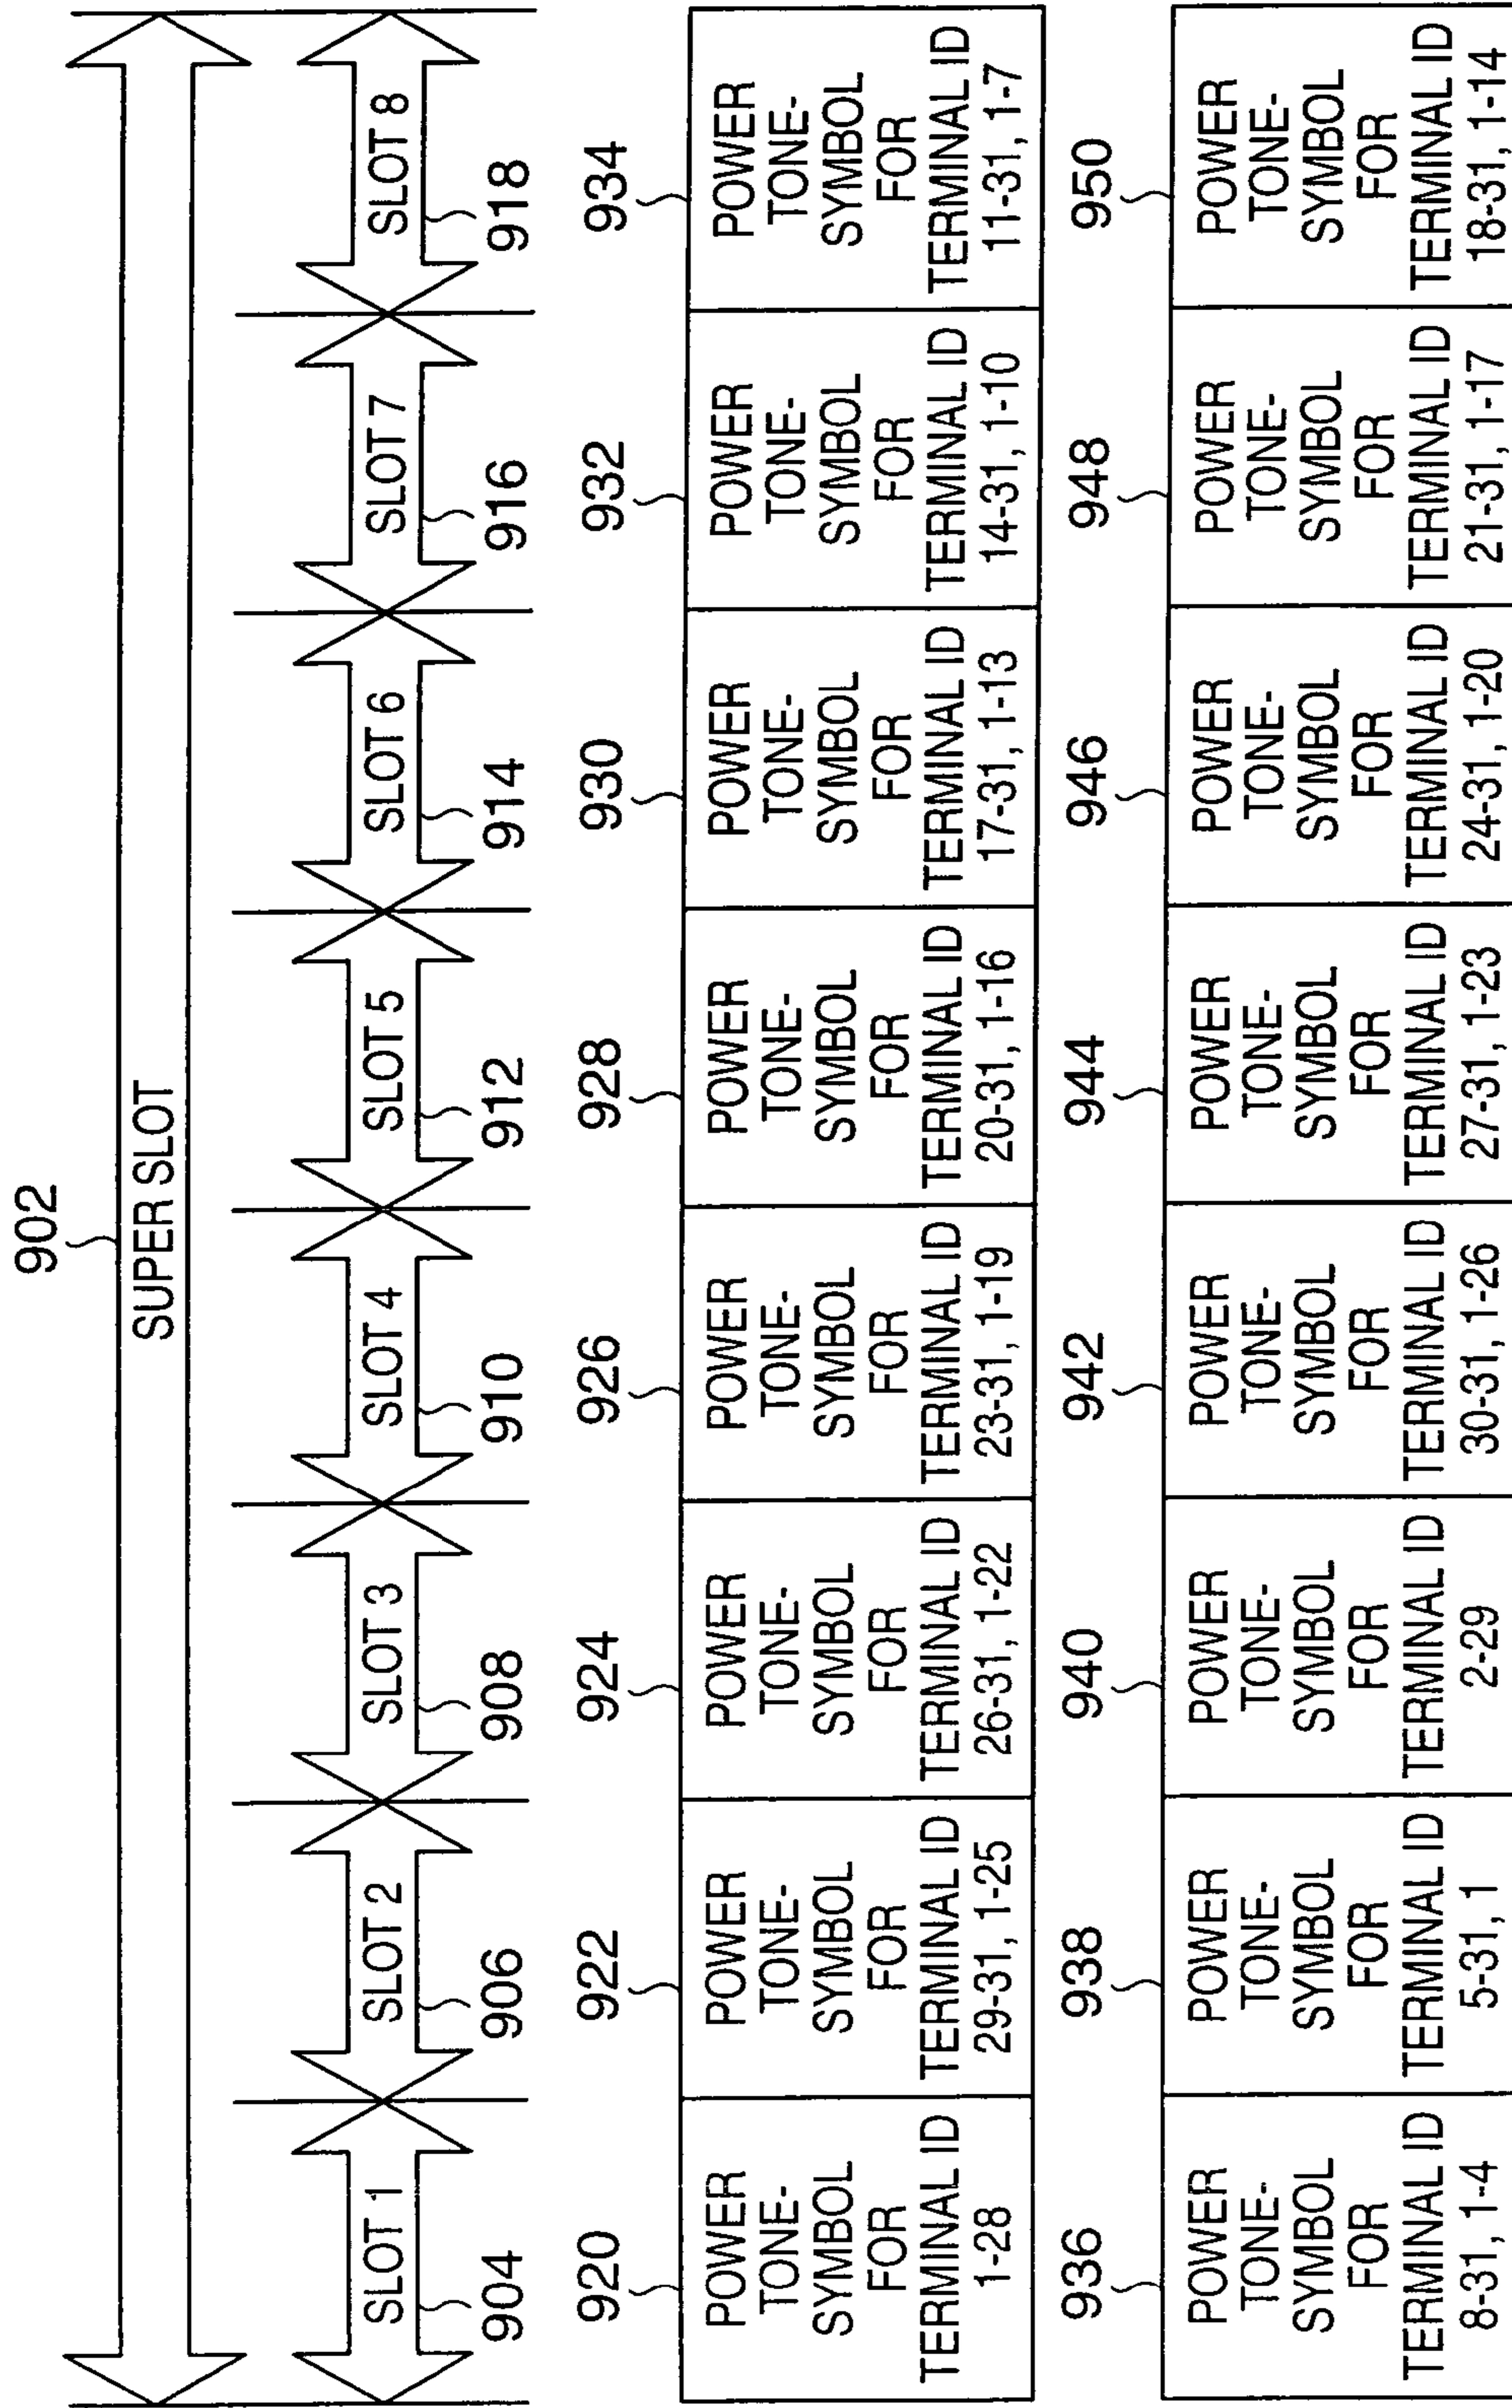 902
SUPER SLOT
SLOT 1
SLOT 2
SLOT 3
SLOT 4
SLOT 5
SLOT 6
SLOT 7
SLOT 8
904
906
908
910
912
914
916
918
920
POWER
TONE-
SYMBOL
FOR
TERMINAL ID
1-28
922
POWER
TONE-
SYMBOL
FOR
TERMINAL ID
29-31, 1-25
924
POWER
TONE-
SYMBOL
FOR
TERMINAL ID
26-31, 1-22
926
POWER
TONE-
SYMBOL
FOR
TERMINAL ID
23-31, 1-19
928
POWER
TONE-
SYMBOL
FOR
TERMINAL ID
20-31, 1-16
930
POWER
TONE-
SYMBOL
FOR
TERMINAL ID
17-31, 1-13
932
POWER
TONE-
SYMBOL
FOR
TERMINAL ID
14-31, 1-10
934
POWER
TONE-
SYMBOL
FOR
TERMINAL ID
11-31, 1-7
936
POWER
TONE-
SYMBOL
FOR
TERMINAL ID
8-31, 1-4
938
POWER
TONE-
SYMBOL
FOR
TERMINAL ID
5-31, 1
940
POWER
TONE-
SYMBOL
FOR
TERMINAL ID
2-29
942
POWER
TONE-
SYMBOL
FOR
TERMINAL ID
30-31, 1-26
944
POWER
TONE-
SYMBOL
FOR
TERMINAL ID
27-31, 1-23
946
POWER
TONE-
SYMBOL
FOR
TERMINAL ID
24-31, 1-20
948
POWER
TONE-
SYMBOL
FOR
TERMINAL ID
21-31, 1-17
950
POWER
TONE-
SYMBOL
FOR
TERMINAL ID
18-31, 1-14